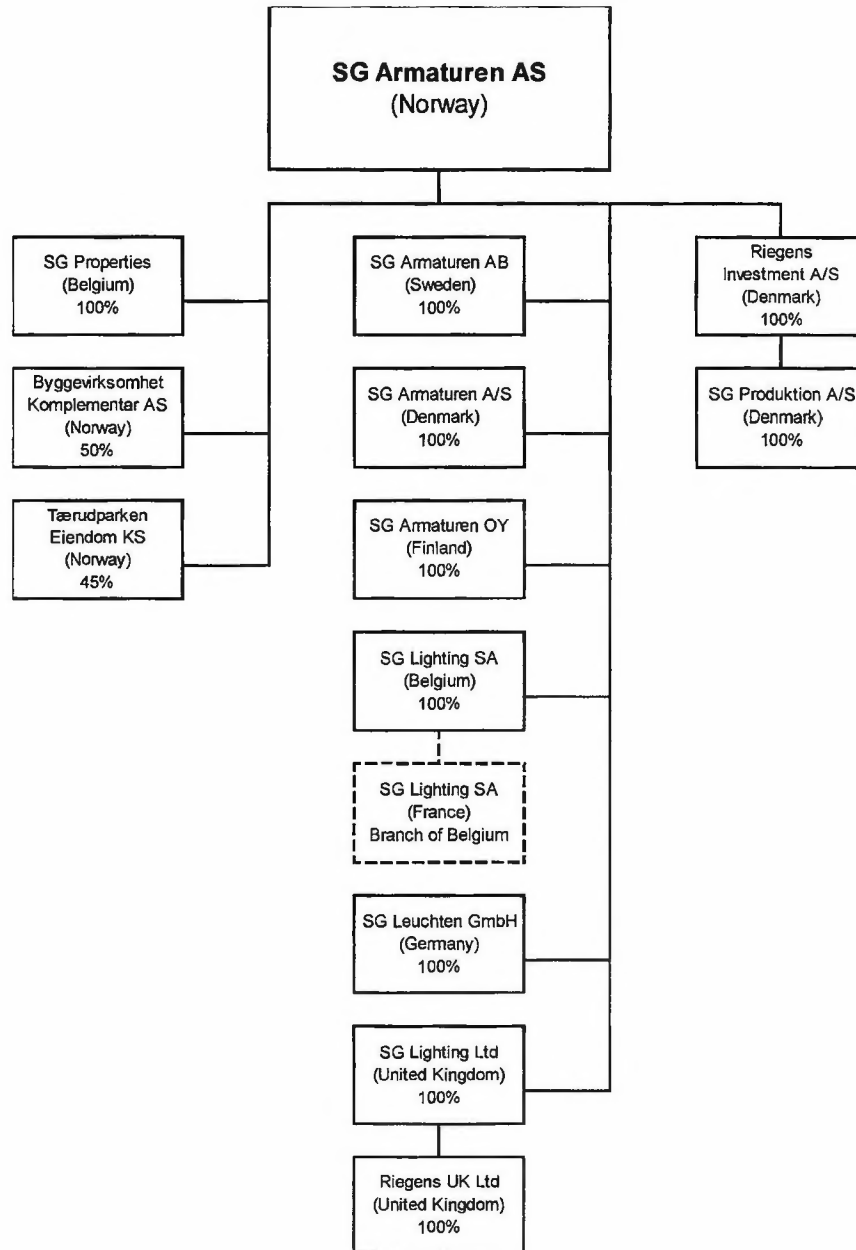 SG Armaturen AS
(Norway)
SG Properties
(Belgium)
100%
Byggevirksomhet
Komplementar AS
(Norway)
50%
Tærudparken
Eiendom KS
(Norway)
45%
SG Armaturen AB
(Sweden)
100%
SG Armaturen A/S
(Denmark)
100%
SG Armaturen OY
(Finland)
100%
SG Lighting SA
(Belgium)
100%
SG Lighting SA
(France)
Branch of Belgium
SG Leuchten GmbH
(Germany)
100%
SG Lighting Ltd
(United Kingdom)
100%
Riegens UK Ltd
(United Kingdom)
100%
Riegens
Investment A/S
(Denmark)
100%
SG Produktion A/S
(Denmark)
100%